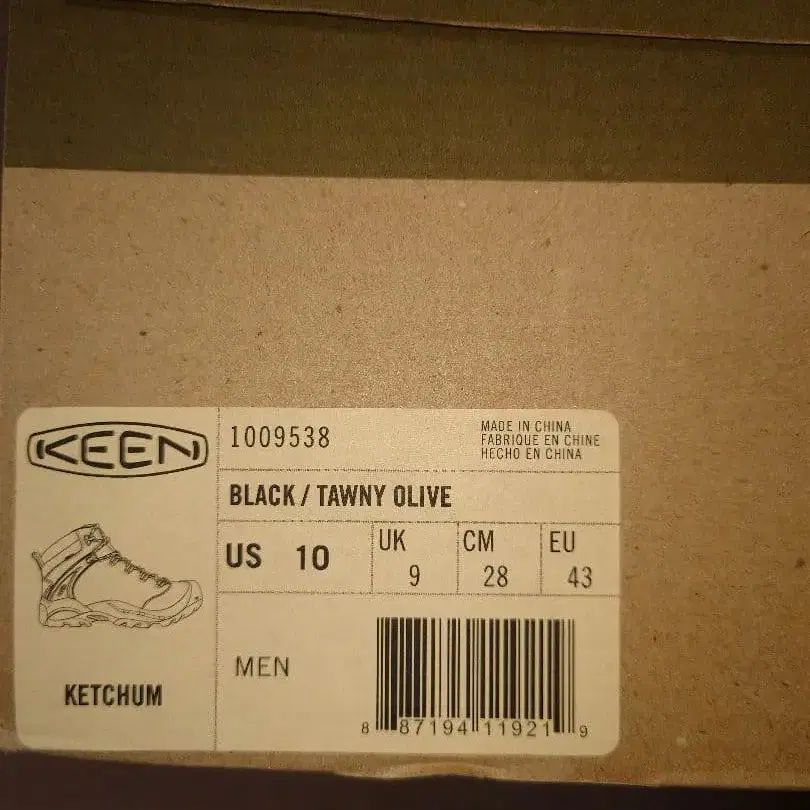 KEEN
1009538
MADE IN CHINA
FABRIQUE EN CHINE
HECHO EN CHINA
BLACK / TAWNY OLIVE
US 10
UK 9
CM 28
EU 43
KETCHUM
MEN
8 87194 11921 9